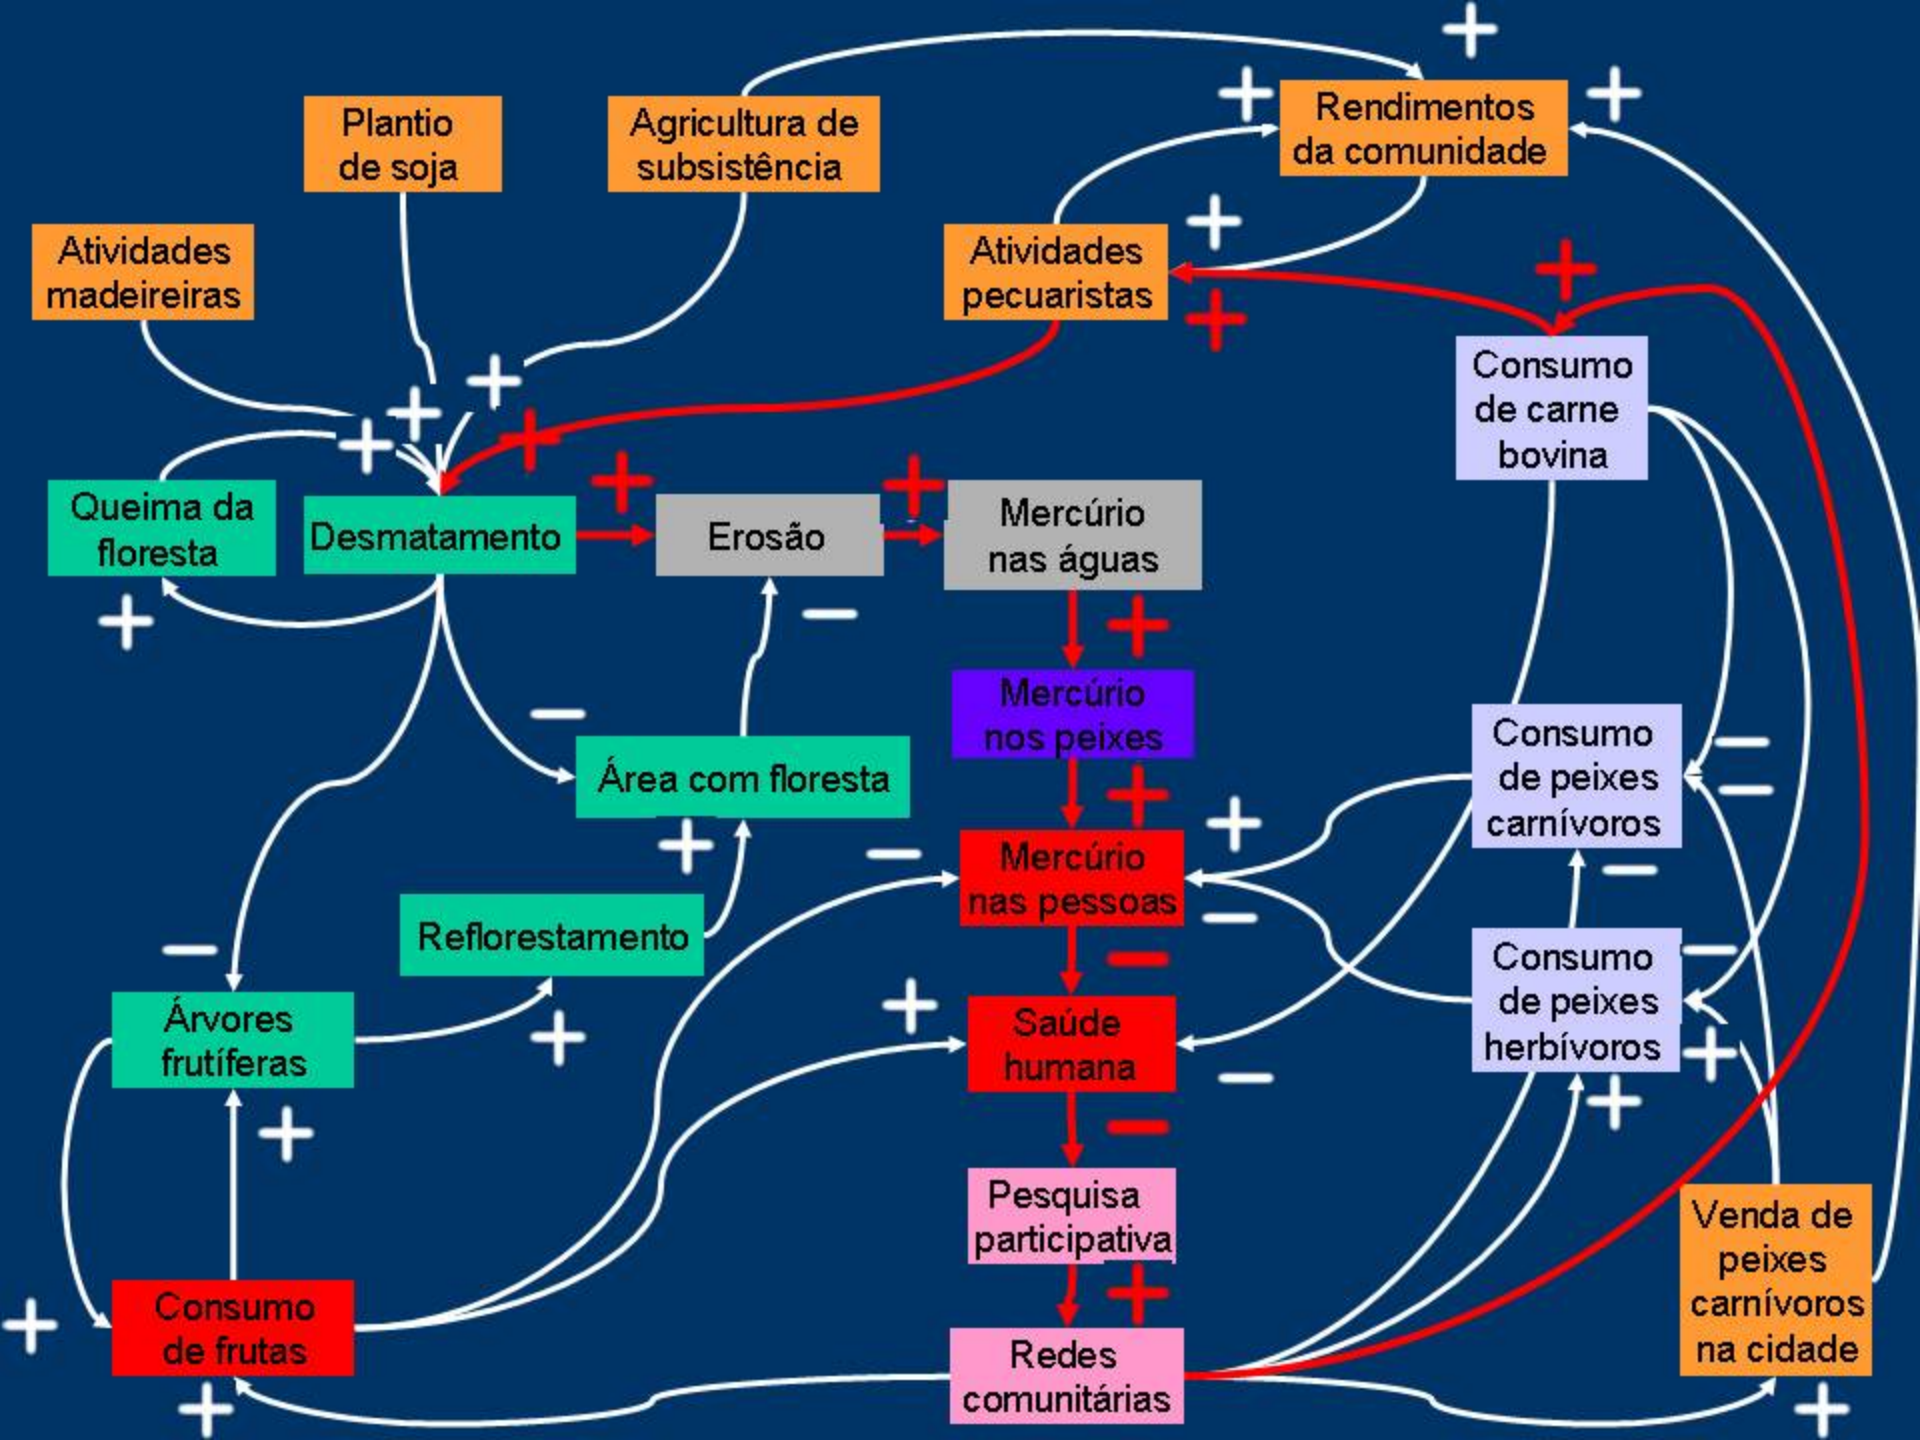 +
Plantio
de soja
Agricultura de
subsistência
+
Rendimentos
da comunidade
+
Atividades
madeireiras
Atividades
pecuaristas
+
+
+
Consumo
de carne
bovina
+
+
+
+
Queima da
floresta
+
Desmatamento
+
Erosão
+
Mercúrio
nas águas
−
+
Mercúrio
nos peixes
+
−
Área com floresta
+
Consumo
de peixes
carnívoros
−
−
−
+
Mercúrio
nas pessoas
−
−
−
Reflorestamento
+
−
Árvores
frutíferas
+
+
Saúde
humana
−
−
Consumo
de peixes
herbívoros
−
+
+
Pesquisa
participativa
+
Venda de
peixes
carnívoros
na cidade
+
+
Consumo
de frutas
+
Redes
comunitárias